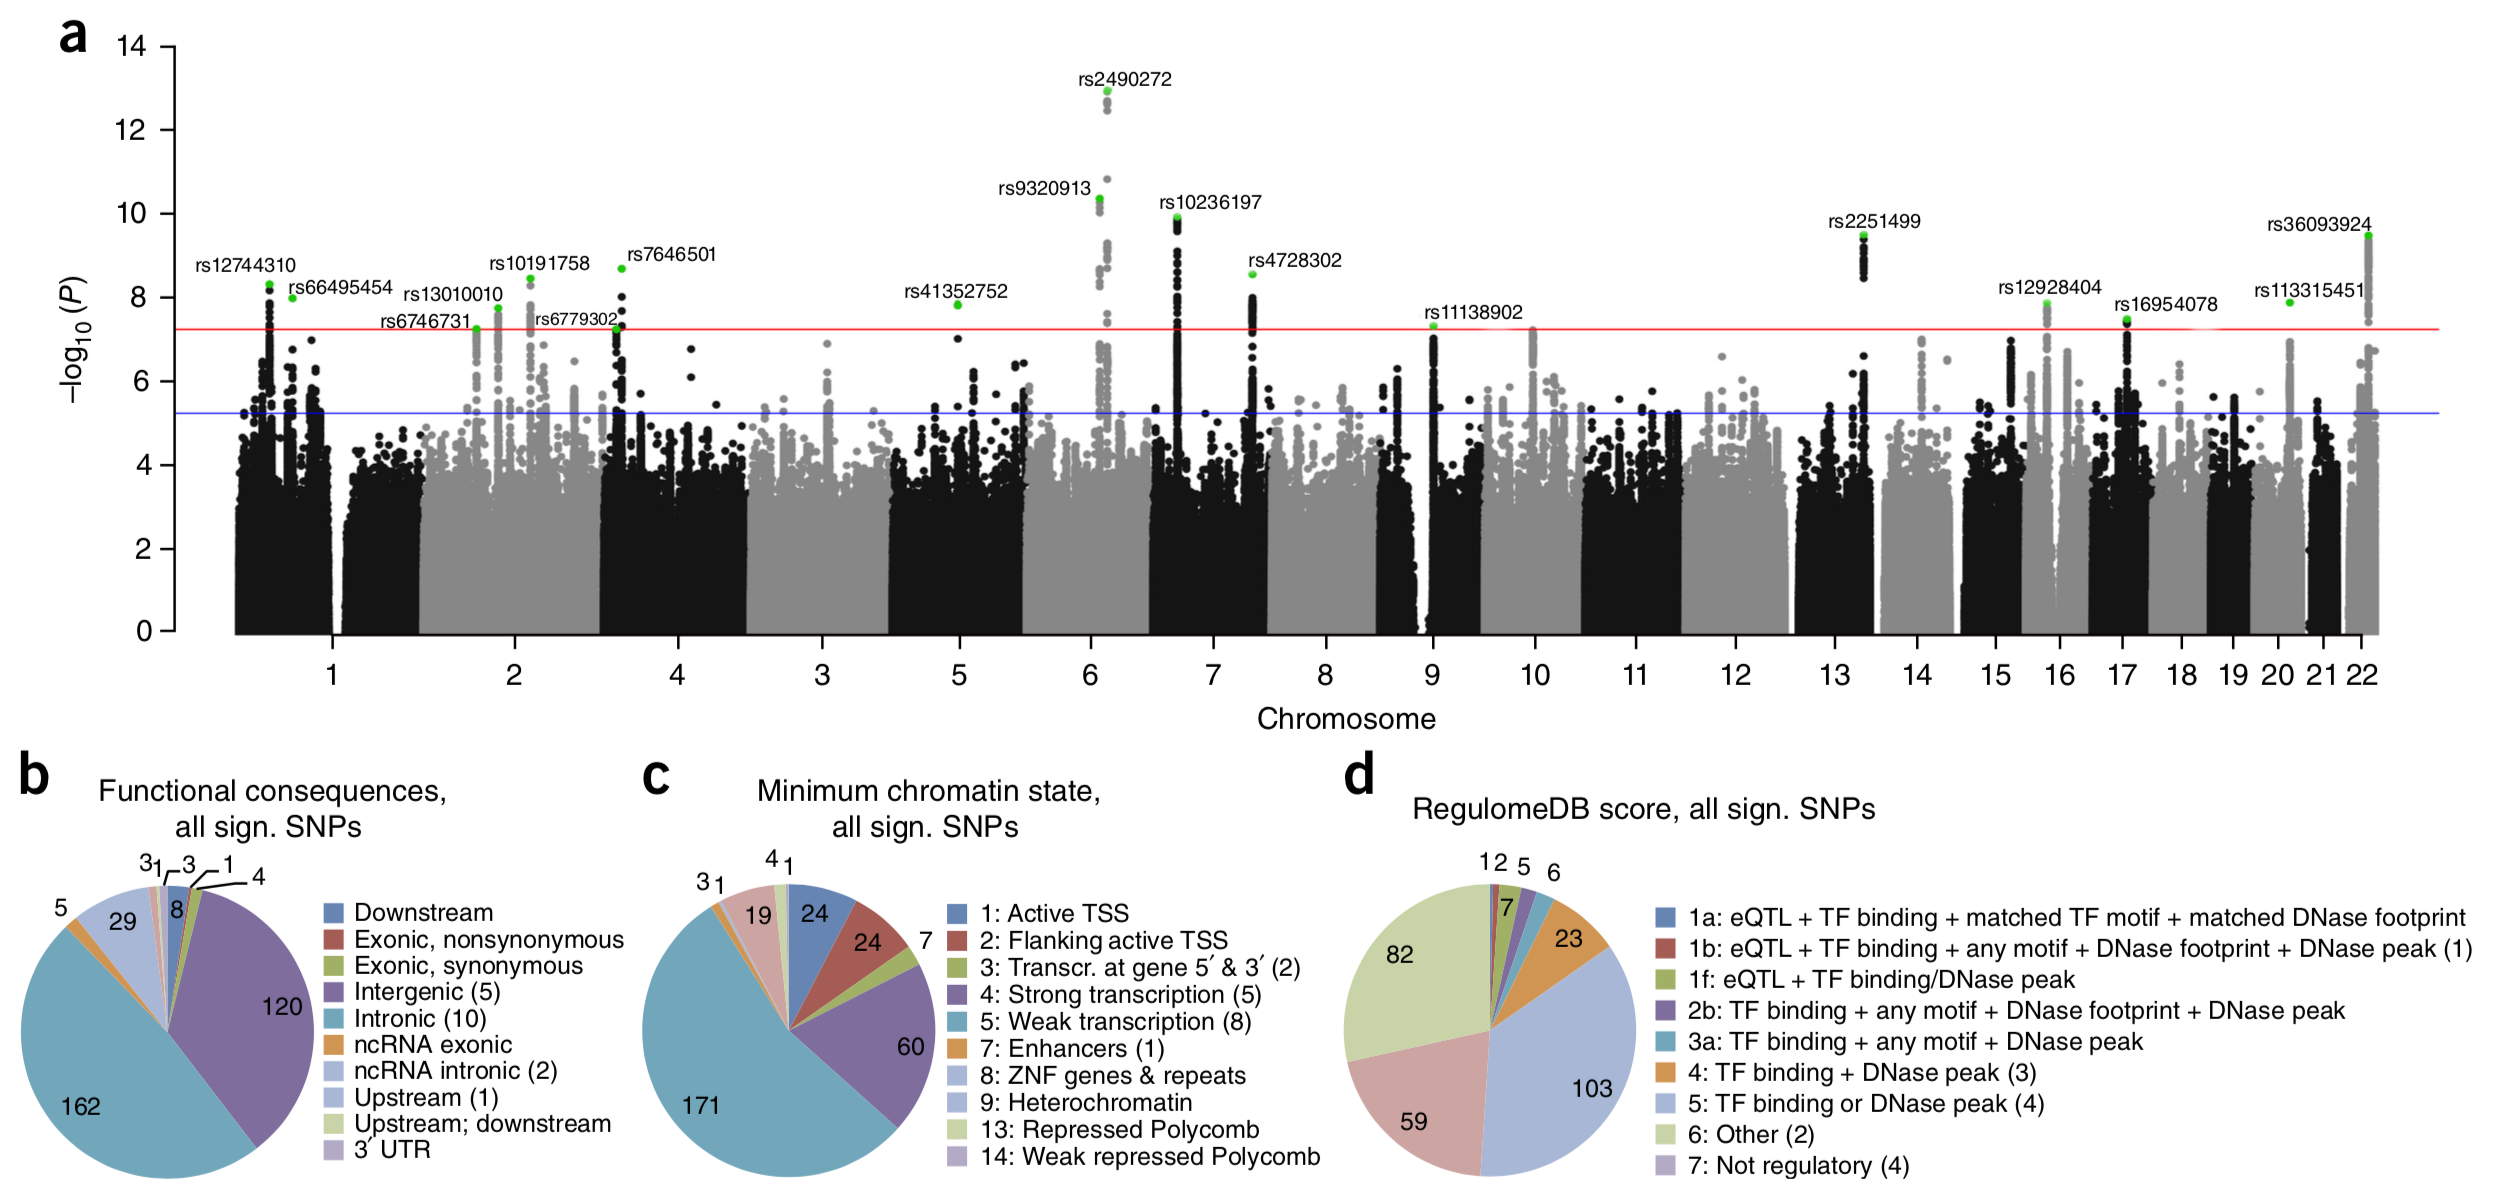 a
14
12
10
8
6
4
2
0
–log10 (P)
rs2490272
rs9320913
rs10236197
rs2251499
rs36093924
rs12744310
rs10191758
rs7646501
rs4728302
rs66495454
rs13010010
rs41352752
rs12928404
rs113315451
rs6746731
rs6779302
rs11138902
rs16954078
1 2 4 3 5 6 7 8 9 10 11 12 13 14 15 16 17 18 19 20 21 22
Chromosome
b
Functional consequences,
all sign. SNPs
3 1 3 1 4
5 29 8
120
162
Downstream
Exonic, nonsynonymous
Exonic, synonymous
Intergenic (5)
Intronic (10)
ncRNA exonic
ncRNA intronic (2)
Upstream (1)
Upstream; downstream
3′ UTR
c
Minimum chromatin state,
all sign. SNPs
4 1
3 1 19 24
24 7
60
171
1: Active TSS
2: Flanking active TSS
3: Transcr. at gene 5′ & 3′ (2)
4: Strong transcription (5)
5: Weak transcription (8)
7: Enhancers (1)
8: ZNF genes & repeats
9: Heterochromatin
13: Repressed Polycomb
14: Weak repressed Polycomb
d
RegulomeDB score, all sign. SNPs
1 2 5 6
7 23
82
103
59
1a: eQTL + TF binding + matched TF motif + matched DNase footprint
1b: eQTL + TF binding + any motif + DNase footprint + DNase peak (1)
1f: eQTL + TF binding/DNase peak
2b: TF binding + any motif + DNase footprint + DNase peak
3a: TF binding + any motif + DNase peak
4: TF binding + DNase peak (3)
5: TF binding or DNase peak (4)
6: Other (2)
7: Not regulatory (4)